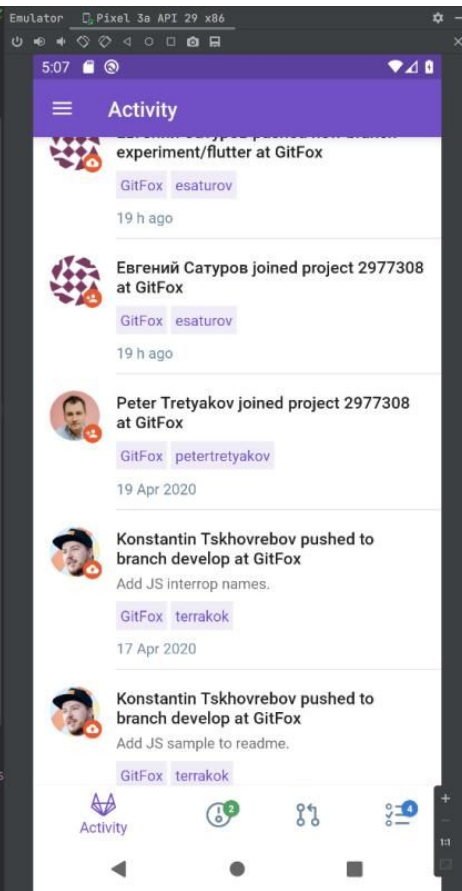 Emulator Pixel 3a API 29 x86
5:07
Activity
experiment/flutter at GitFox
GitFox esaturov
19 h ago
Евгений Сатуров joined project 2977308
at GitFox
GitFox esaturov
19 h ago
Peter Tretyakov joined project 2977308
at GitFox
GitFox petertretyakov
19 Apr 2020
Konstantin Tskhovrebov pushed to
branch develop at GitFox
Add JS interrop names.
GitFox terrakok
17 Apr 2020
Konstantin Tskhovrebov pushed to
branch develop at GitFox
Add JS sample to readme.
GitFox terrakok
2
4
Activity
1:1